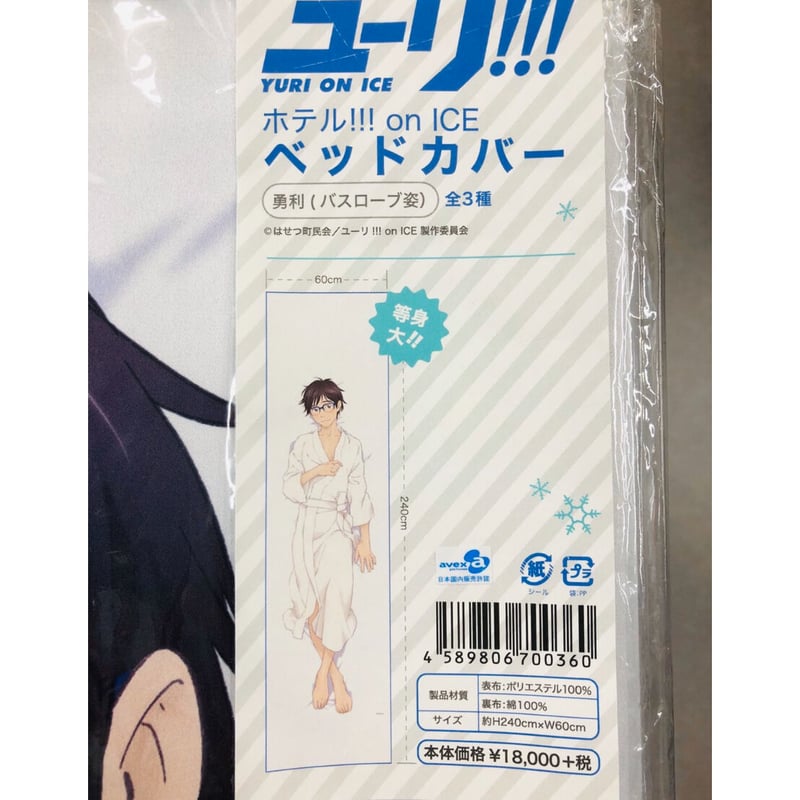 ユーリ!!!
YURI ON ICE
ホテル!!! on ICE
ベッドカバー
勇利(バスローブ姿) 全3種
©はせつ町民会/ユーリ!!! on ICE 製作委員会
60cm
等身
大!!
240cm
avex
日本国内販売許諾
紙
シール
プラ
袋:PP
4 589806 700360
製品材質
表布:ポリエステル100%
裏布:綿100%
サイズ
約H240cm×W60cm
本体価格¥18,000+税